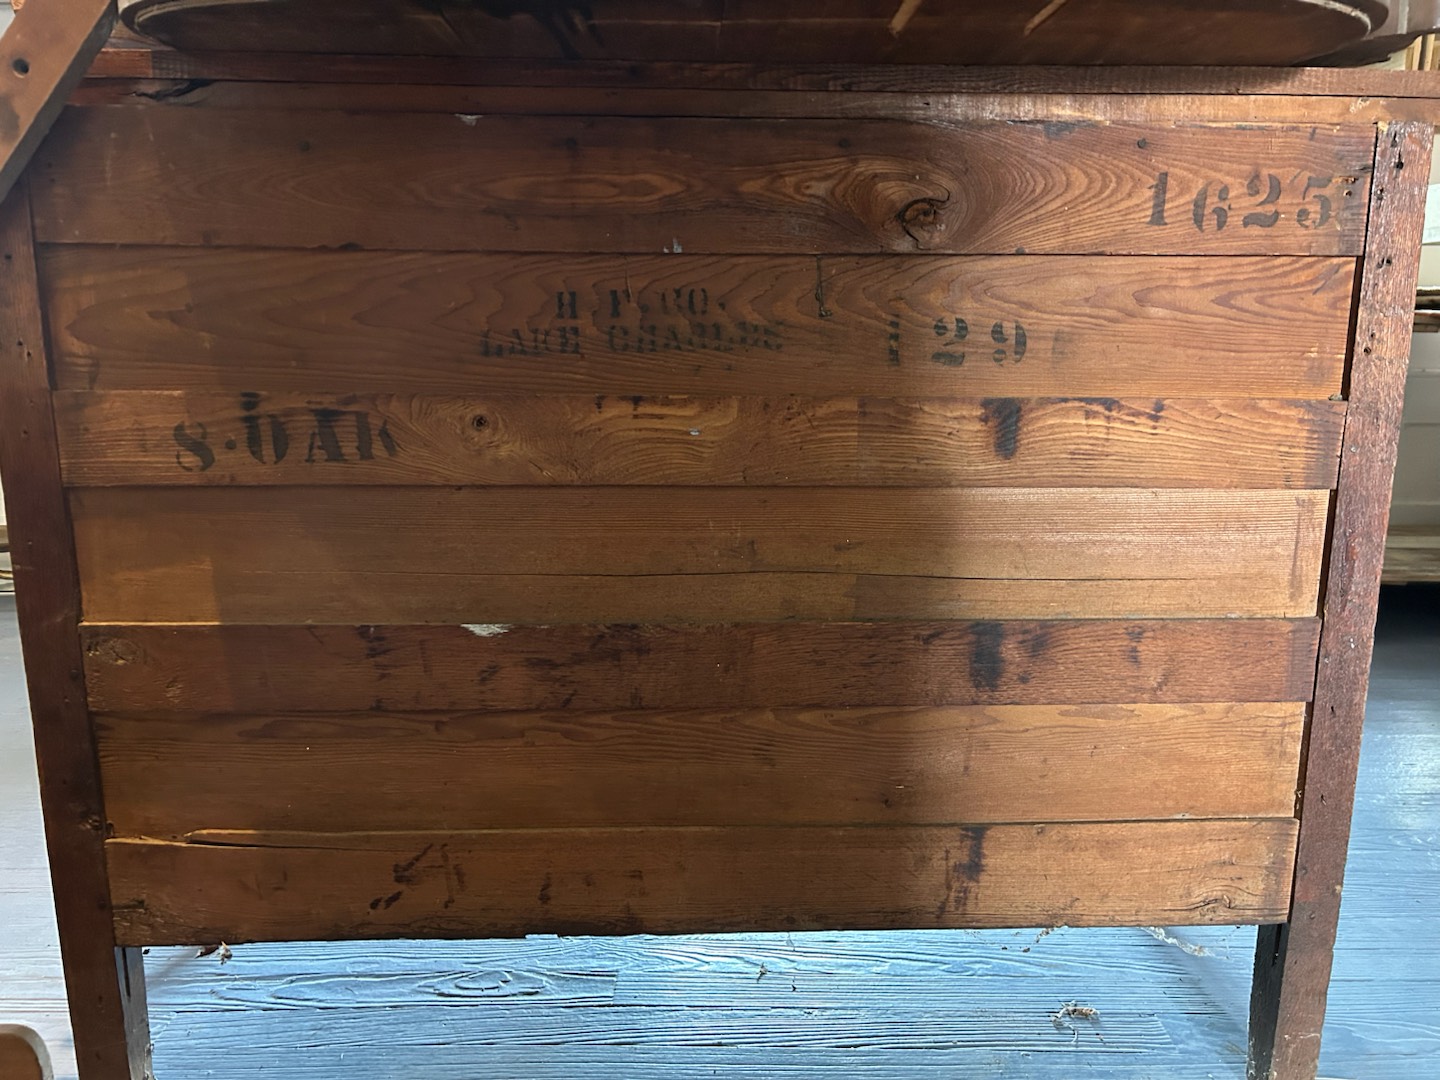 1625
H. F. CO.
LAKE CHARLES
129
S. OAK